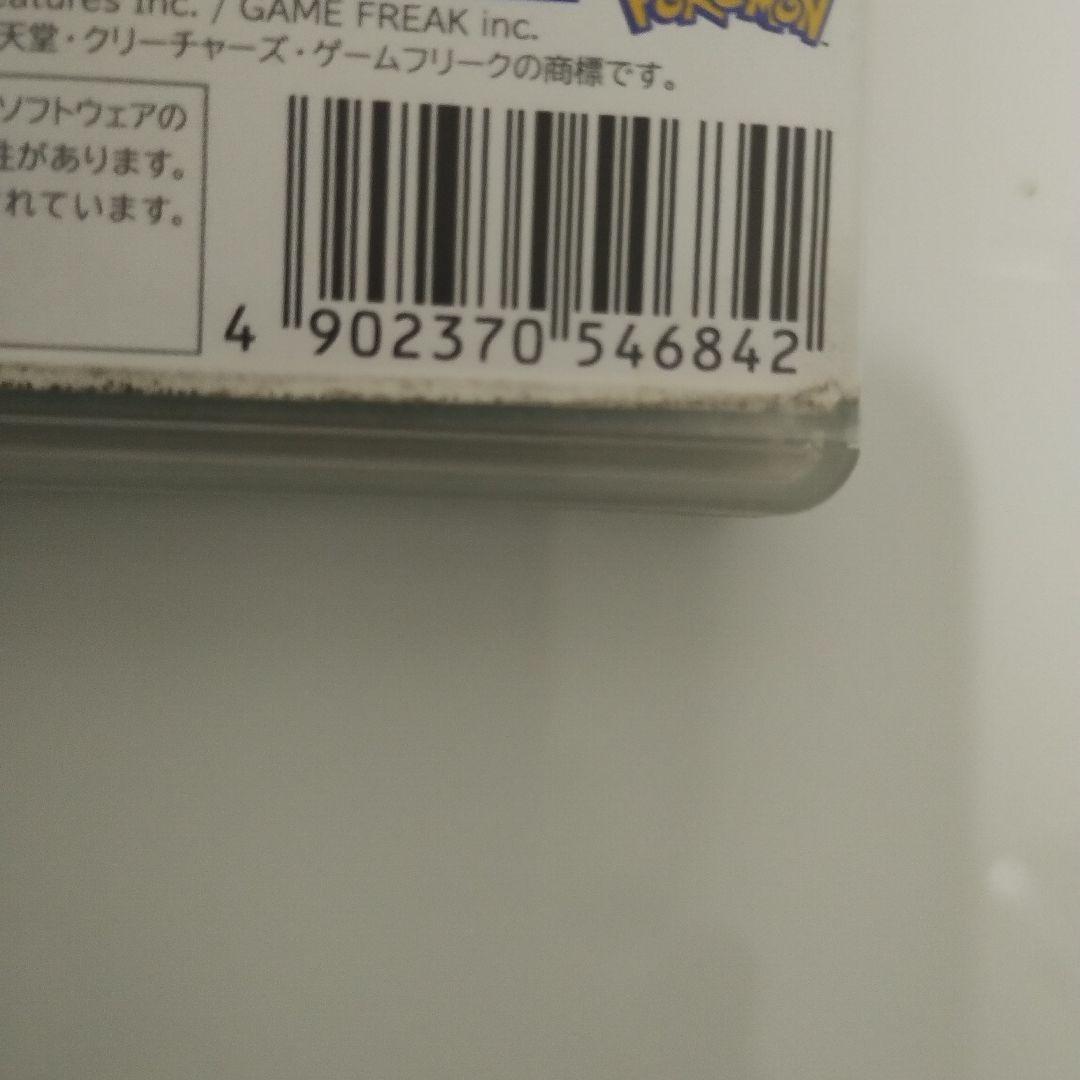 Inc. / GAME FREAK inc.
POKÉMON
天堂・クリーチャーズ・ゲームフリークの商標です。
ソフトウェアの
性があります。
れています。
4 902370 546842